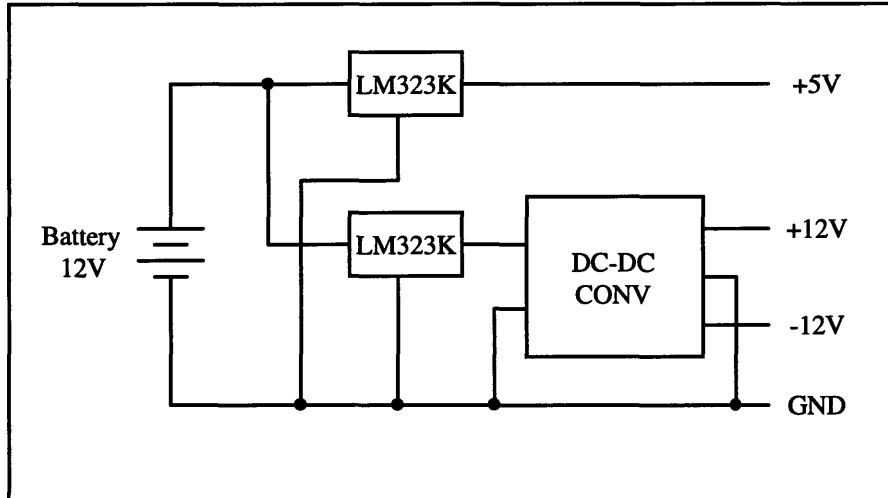 LM323K
+5V
Battery
12V
LM323K
DC-DC
CONV
+12V
-12V
GND